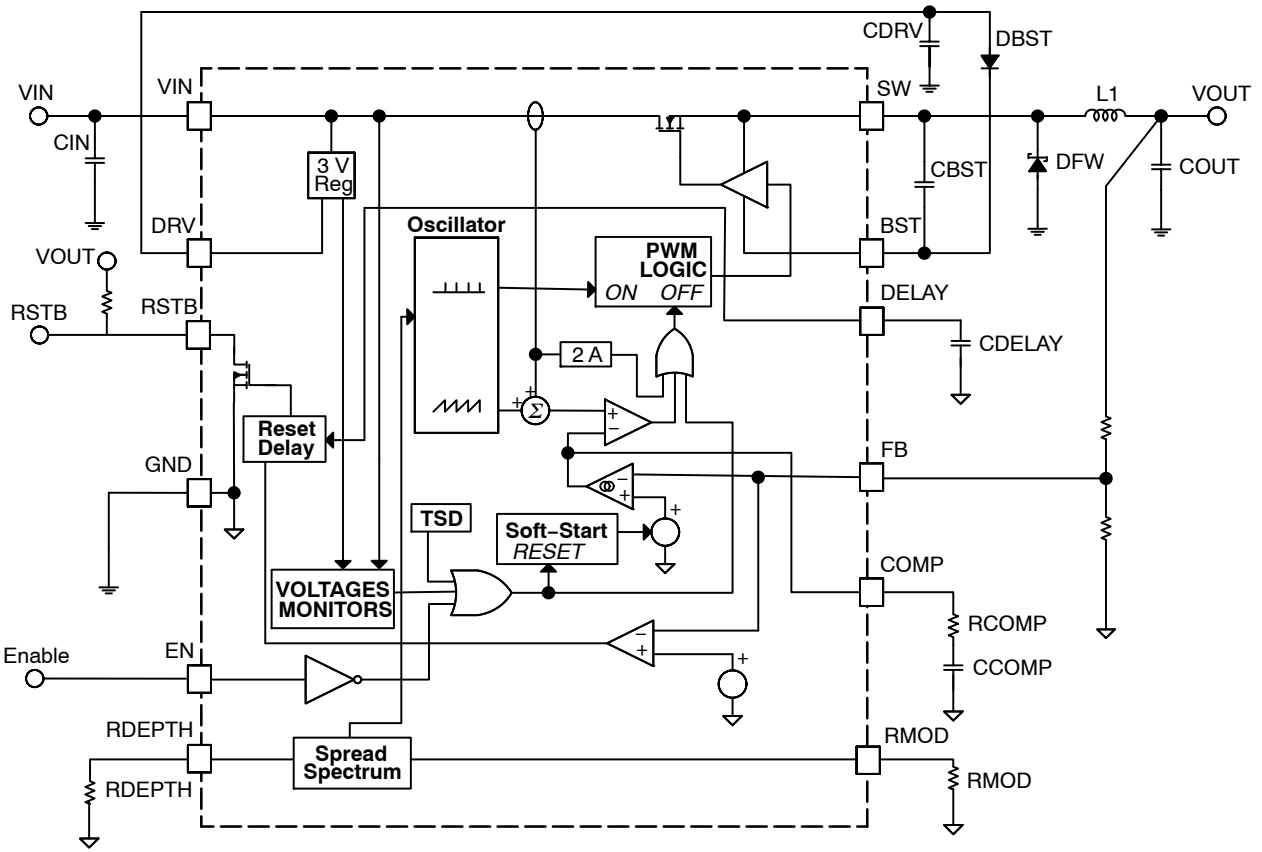 CDRV
DBST
VIN
VIN
SW
L1
VOUT
CIN
3 V
Reg
CBST
DFW
COUT
DRV
Oscillator
BST
VOUT
PWM
LOGIC
ON OFF
DELAY
RSTB
RSTB
2 A
CDELAY
+
+
Σ
+
−
Reset
Delay
GND
FB
−
+
+
TSD
Soft−Start
RESET
VOLTAGES
MONITORS
COMP
RCOMP
Enable
EN
−
+
+
CCOMP
RDEPTH
RMOD
Spread
Spectrum
RDEPTH
RMOD